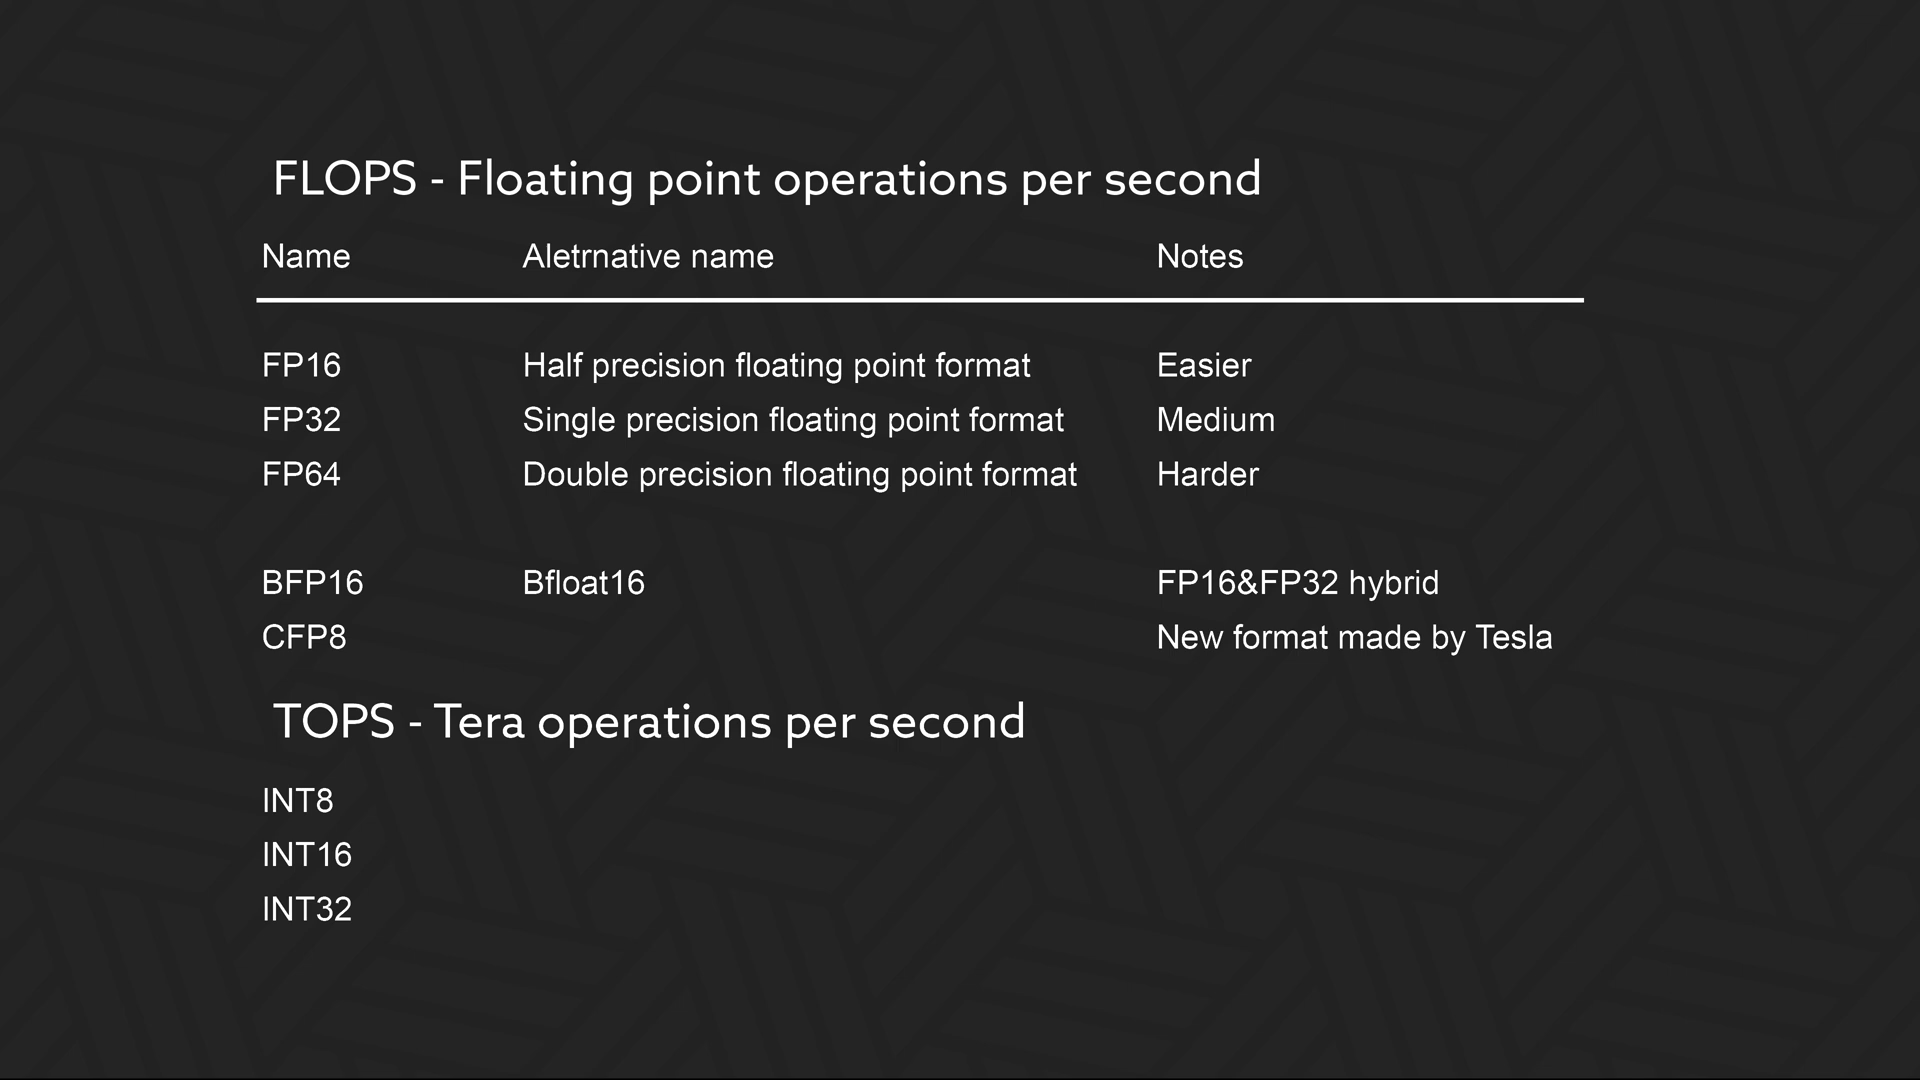 FLOPS - Floating point operations per second
Name Aletrnative name Notes
FP16 Half precision floating point format Easier
FP32 Single precision floating point format Medium
FP64 Double precision floating point format Harder
BFP16 Bfloat16 FP16&FP32 hybrid
CFP8 New format made by Tesla
TOPS - Tera operations per second
INT8
INT16
INT32